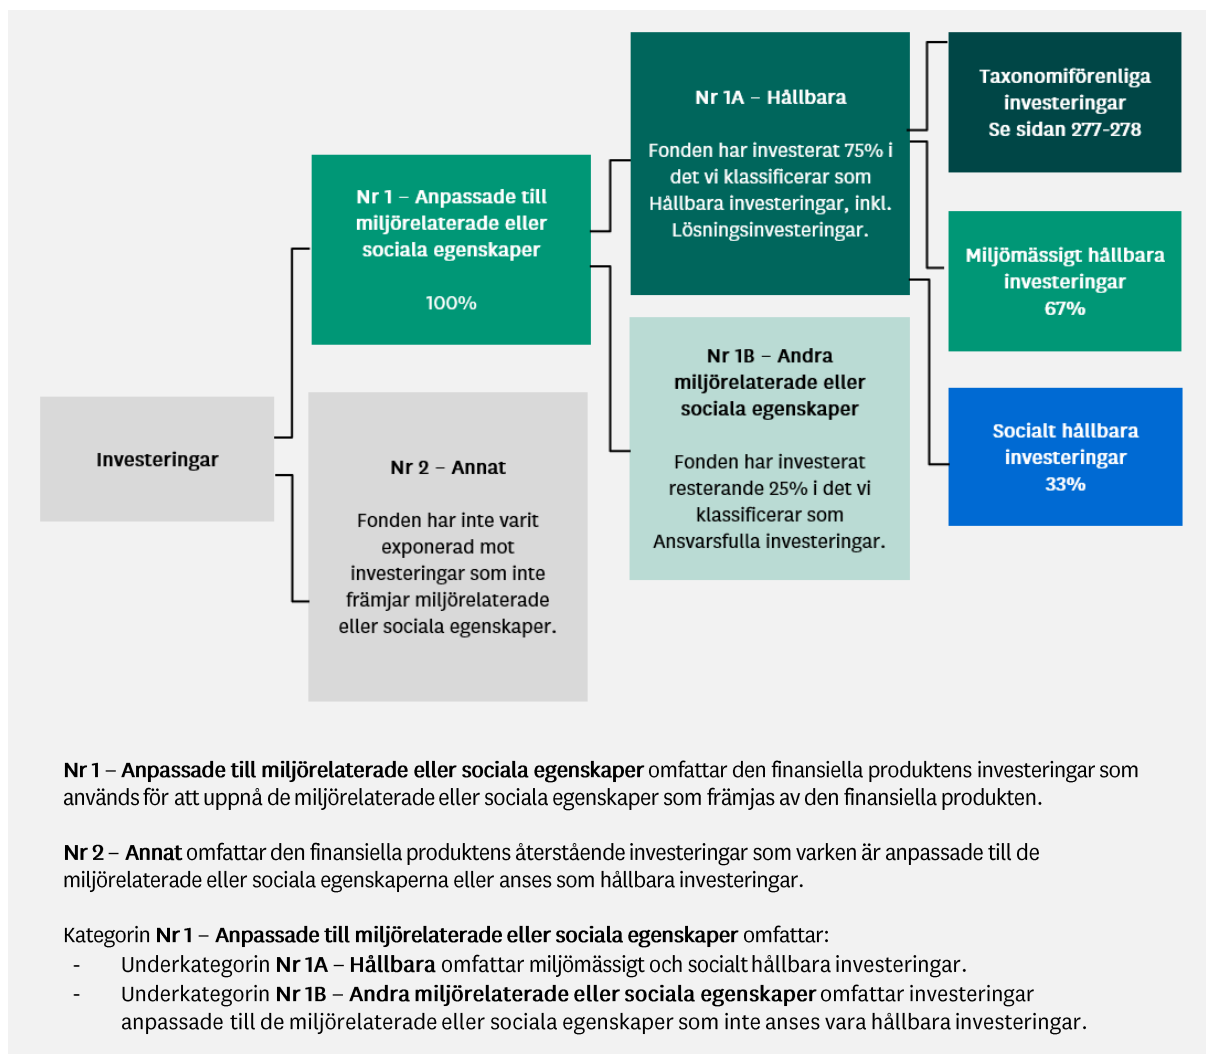 Investeringar
Nr 1 – Anpassade till
miljörelaterade eller
sociala egenskaper
100%
Nr 2 – Annat
Fonden har inte varit
exponerad mot
investeringar som inte
främjar miljörelaterade
eller sociala egenskaper.
Nr 1A – Hållbara
Fonden har investerat 75% i
det vi klassificerar som
Hållbara investeringar, inkl.
Lösningsinvesteringar.
Nr 1B – Andra
miljörelaterade eller
sociala egenskaper
Fonden har investerat
resterande 25% i det vi
klassificerar som
Ansvarsfulla investeringar.
Taxonomiförenliga
investeringar
Se sidan 277-278
Miljömässigt hållbara
investeringar
67%
Socialt hållbara
investeringar
33%
Nr 1 – Anpassade till miljörelaterade eller sociala egenskaper omfattar den finansiella produktens investeringar som
används för att uppnå de miljörelaterade eller sociala egenskaper som främjas av den finansiella produkten.
Nr 2 – Annat omfattar den finansiella produktens återstående investeringar som varken är anpassade till de
miljörelaterade eller sociala egenskaperna eller anses som hållbara investeringar.
Kategorin Nr 1 – Anpassade till miljörelaterade eller sociala egenskaper omfattar:
- Underkategorin Nr 1A – Hållbara omfattar miljömässigt och socialt hållbara investeringar.
- Underkategorin Nr 1B – Andra miljörelaterade eller sociala egenskaper omfattar investeringar
anpassade till de miljörelaterade eller sociala egenskaper som inte anses vara hållbara investeringar.